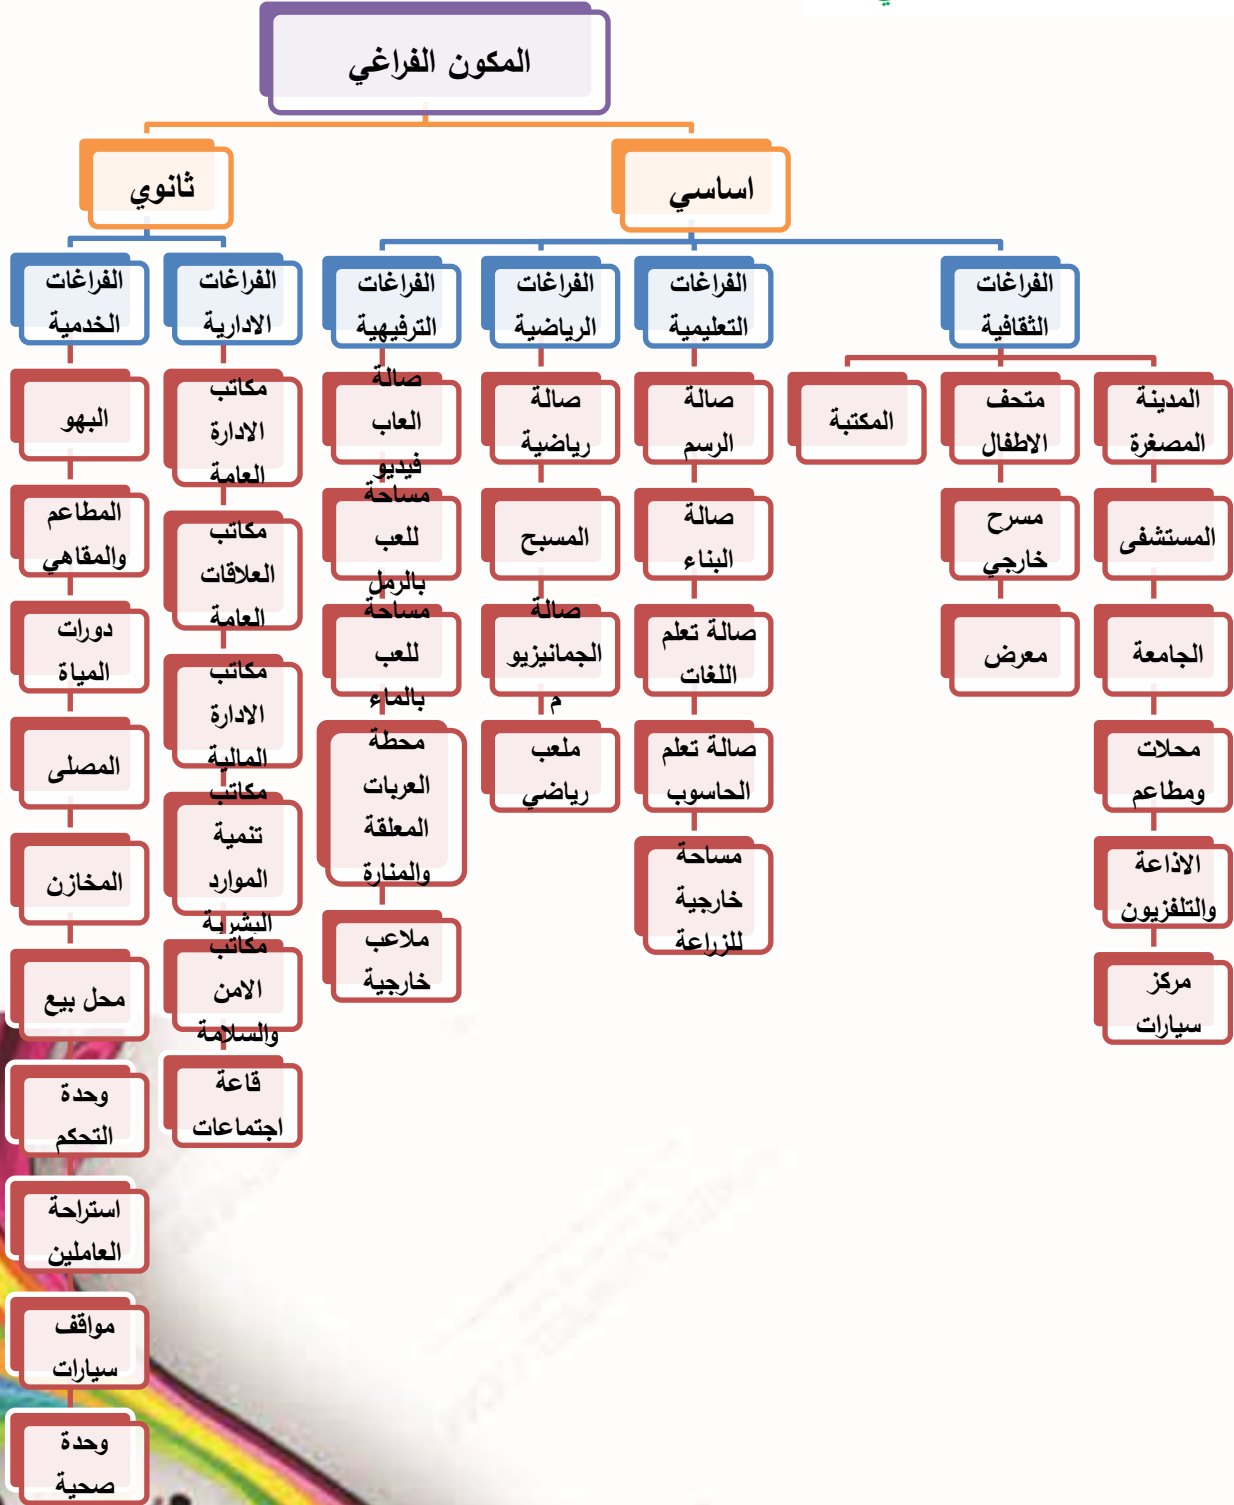 المكون الفراغي
اساسي
ثانوي
الفراغات
الثقافية
الفراغات
التعليمية
الفراغات
الرياضية
الفراغات
الترفيهية
الفراغات
الادارية
الفراغات
الخدمية
المدينة
المصغرة
المستشفى
الجامعة
محلات
ومطاعم
الاذاعة
والتلفزيون
مركز
سيارات
متحف
الاطفال
مسرح
خارجي
معرض
المكتبة
صالة
الرسم
صالة
البناء
صالة تعلم
اللغات
صالة تعلم
الحاسوب
مساحة
خارجية
للزراعة
صالة
رياضية
المسبح
صالة
الجمانيزيو
م
ملعب
رياضي
صالة
العاب
فيديو
مساحة
للعب
بالرمل
مساحة
للعب
بالماء
محطة
العربات
المعلقة
والمنارة
ملاعب
خارجية
مكاتب
الادارة
العامة
مكاتب
العلاقات
العامة
مكاتب
الادارة
المالية
مكاتب
تنمية
الموارد
البشرية
مكاتب
الامن
والسلامة
قاعة
اجتماعات
البهو
المطاعم
والمقاهي
دورات
المياة
المصلى
المخازن
محل بيع
وحدة
التحكم
استراحة
العاملين
مواقف
سيارات
وحدة
صحية